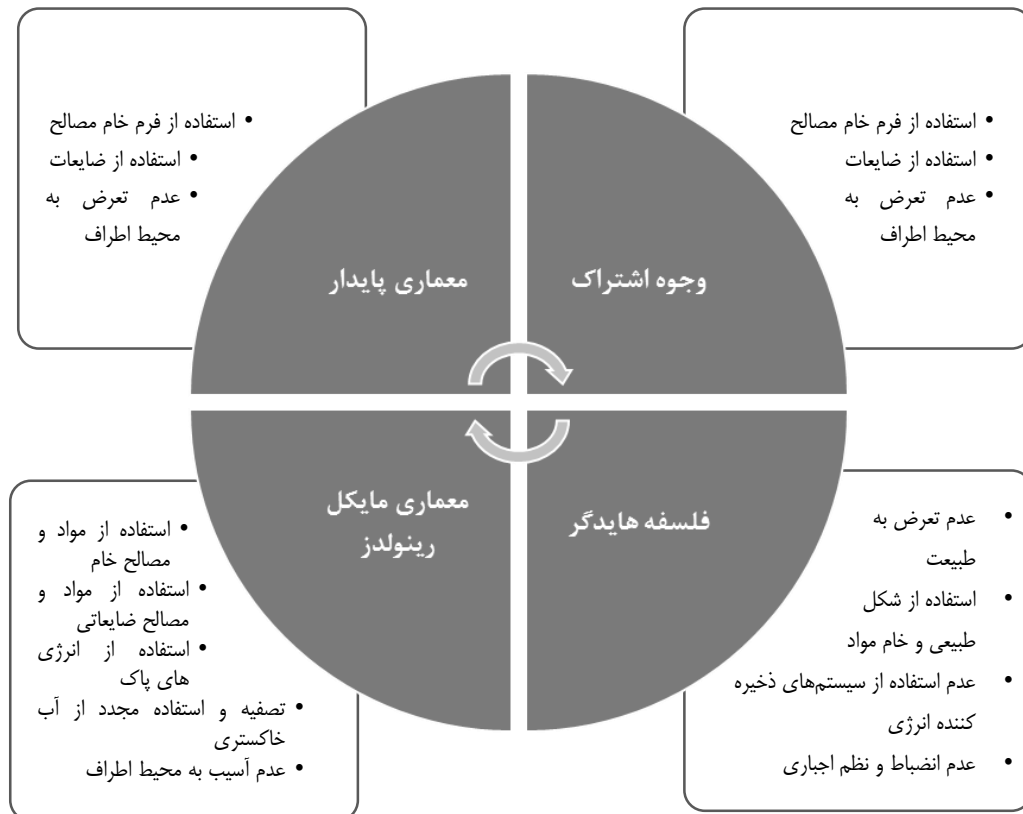 • استفاده از فرم خام مصالح
• استفاده از ضایعات
• عدم تعرض به
محیط اطراف
وجوه اشتراک
• استفاده از فرم خام مصالح
• استفاده از ضایعات
• عدم تعرض به
محیط اطراف
معماری پایدار
• عدم تعرض به
طبیعت
• استفاده از شکل
طبیعی و خام مواد
• عدم استفاده از سیستم‌های ذخیره
کننده انرژی
• عدم انضباط و نظم اجباری
فلسفه هایدگر
معماری مایکل
رینولدز
• استفاده از مواد و
مصالح خام
• استفاده از مواد و
مصالح ضایعاتی
• استفاده از انرژی
های پاک
• تصفیه و استفاده مجدد از آب
خاکستری
• عدم آسیب به محیط اطراف